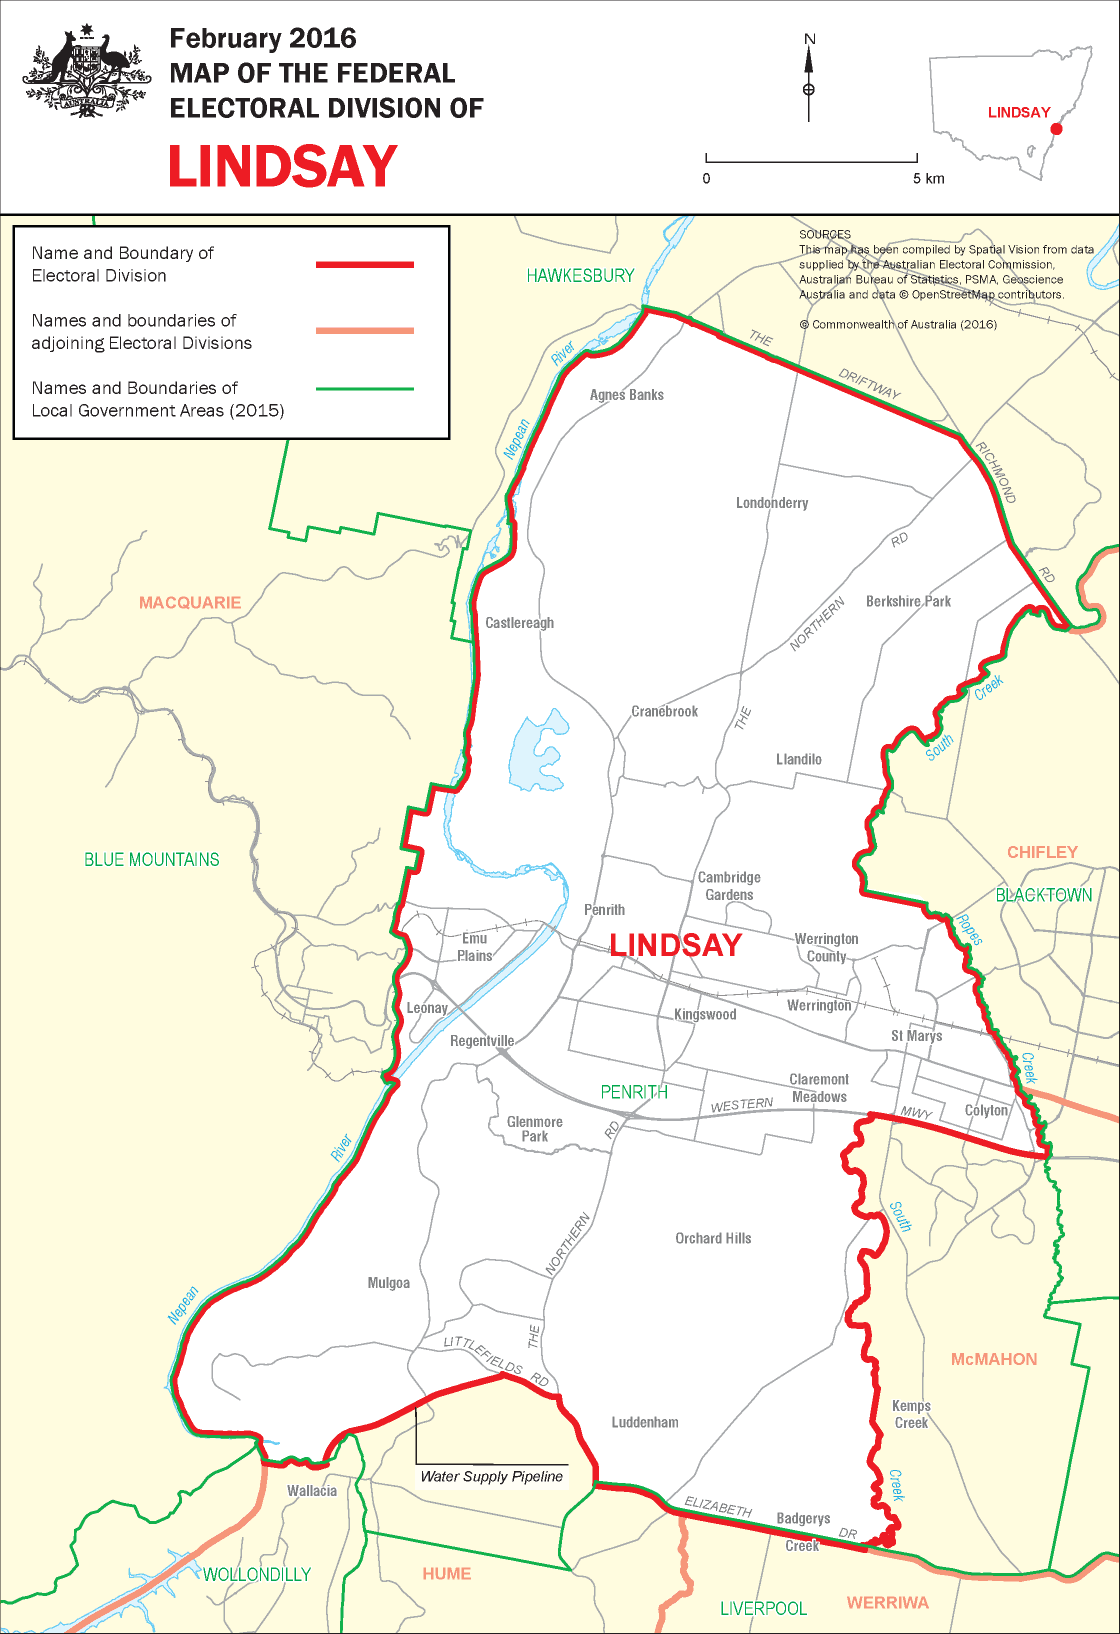 February 2016
MAP OF THE FEDERAL
ELECTORAL DIVISION OF
LINDSAY
AUSTRALIA
N
0
5 km
LINDSAY
Name and Boundary of
Electoral Division
Names and boundaries of
adjoining Electoral Divisions
Names and Boundaries of
Local Government Areas (2015)
SOURCES
This map has been compiled by Spatial Vision from data
supplied by the Australian Electoral Commission,
Australian Bureau of Statistics, PSMA, Geoscience
Australia and data © OpenStreetMap contributors.
© Commonwealth of Australia (2016)
HAWKESBURY
THE
DRIFTWAY
River
Agnes Banks
Nepean
RICHMOND
RD
Londonderry
RD
NORTHERN
THE
Berkshire Park
MACQUARIE
Castlereagh
Creek
South
Cranebrook
Llandilo
BLUE MOUNTAINS
CHIFLEY
BLACKTOWN
Cambridge
Gardens
Penrith
Ropes
Creek
LINDSAY
Emu
Plains
Werrington
County
Leonay
Werrington
Kingswood
Regentville
St Marys
PENRITH
Claremont
Meadows
WESTERN
MWY
Colyton
Glenmore
Park
RD
NORTHERN
THE
River
South
Orchard Hills
Mulgoa
Nepean
LITTLEFIELDS
RD
McMAHON
Kemps
Creek
Luddenham
Creek
Water Supply Pipeline
Wallacia
ELIZABETH
DR
Badgerys
Creek
WOLLONDILLY
HUME
LIVERPOOL
WERRIWA